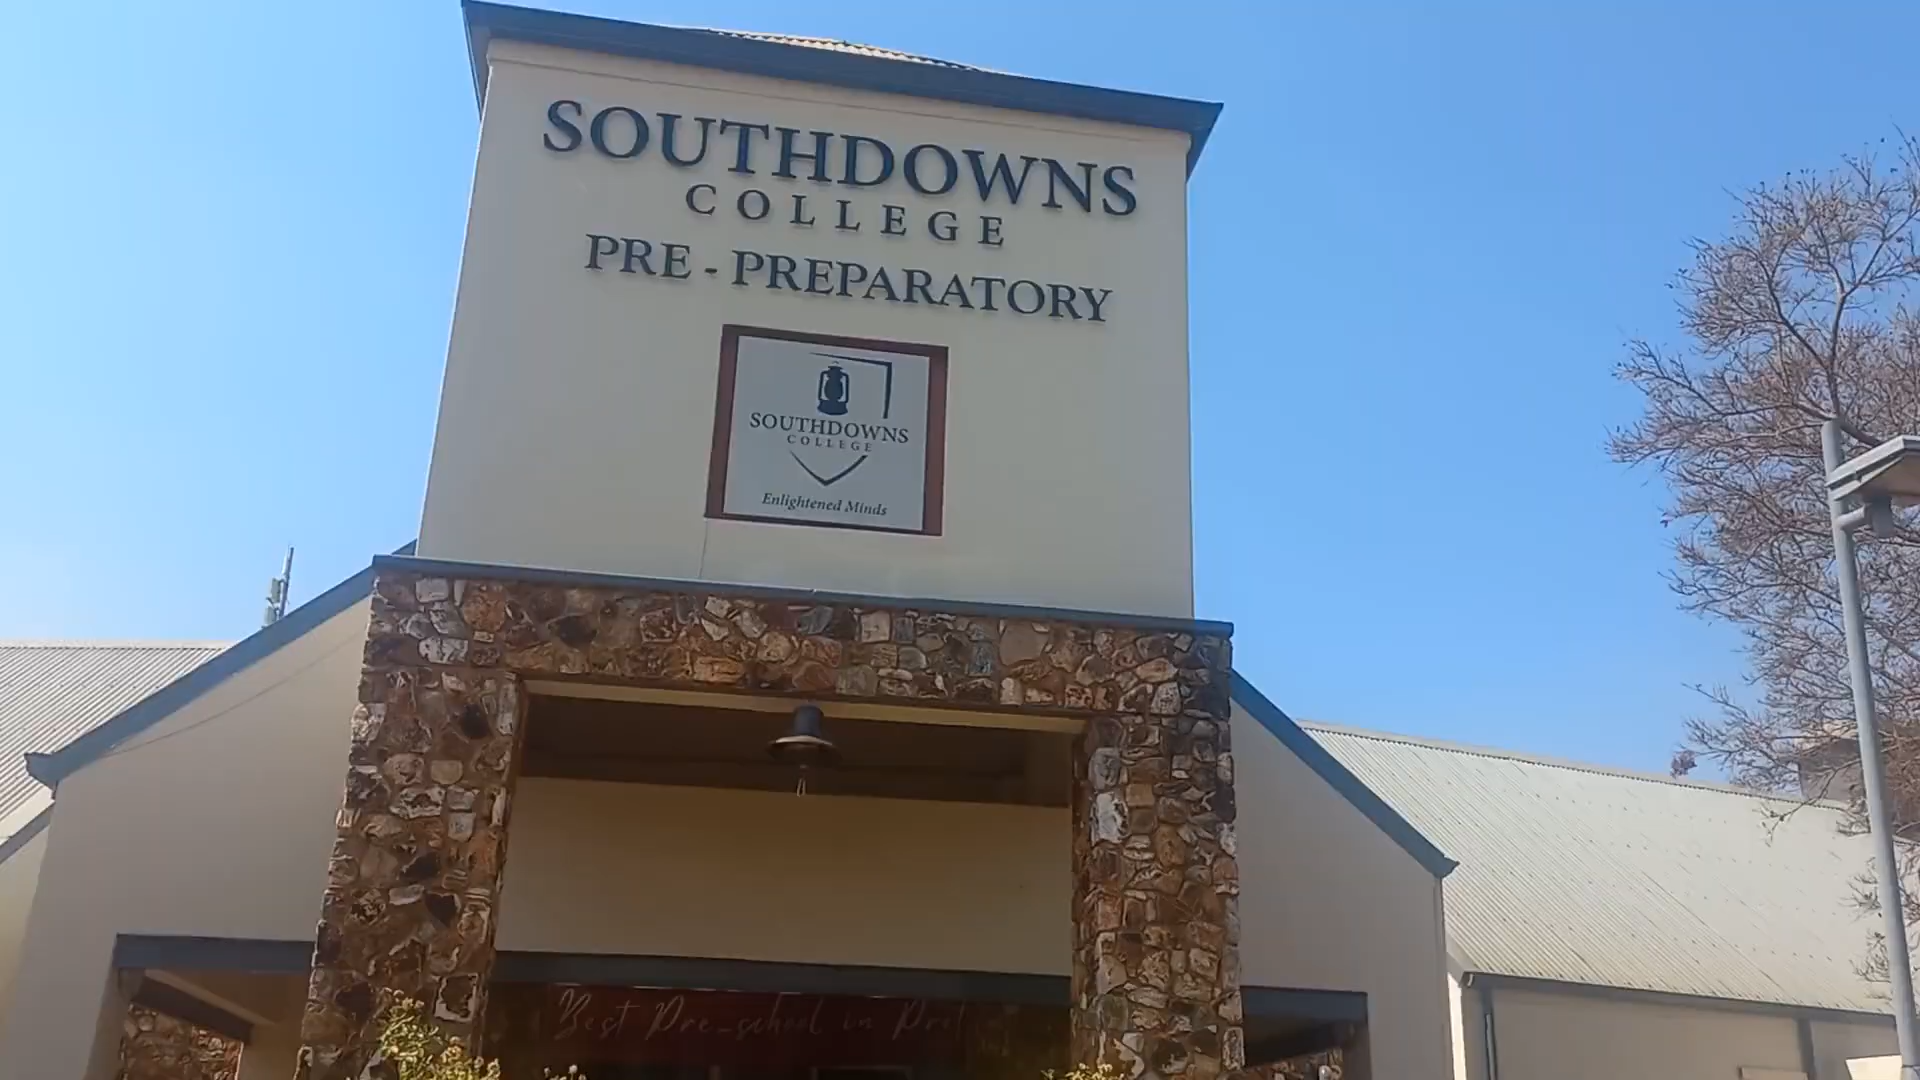 SOUTHDOWNS
COLLEGE
PRE - PREPARATORY
SOUTHDOWNS
COLLEGE
Enlightened Minds
Best Pre-school in